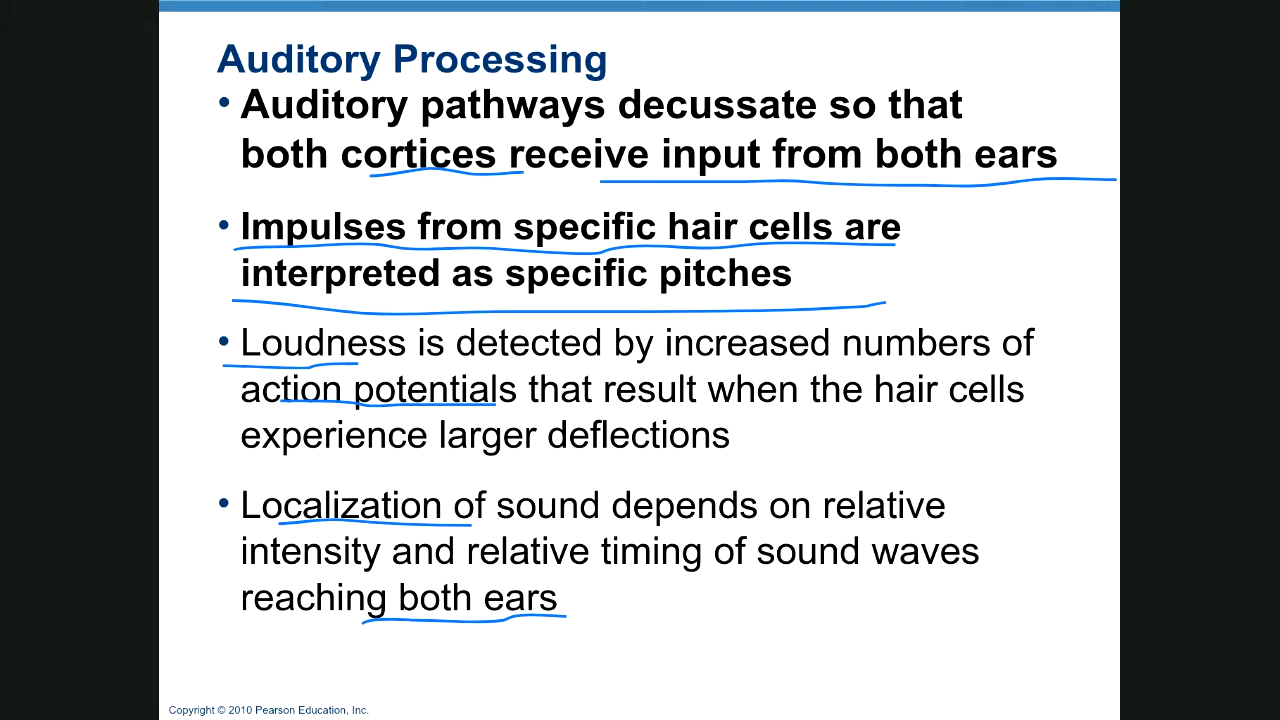 Auditory Processing
• Auditory pathways decussate so that
both cortices receive input from both ears
• Impulses from specific hair cells are
interpreted as specific pitches
• Loudness is detected by increased numbers of
action potentials that result when the hair cells
experience larger deflections
• Localization of sound depends on relative
intensity and relative timing of sound waves
reaching both ears
Copyright © 2010 Pearson Education, Inc.